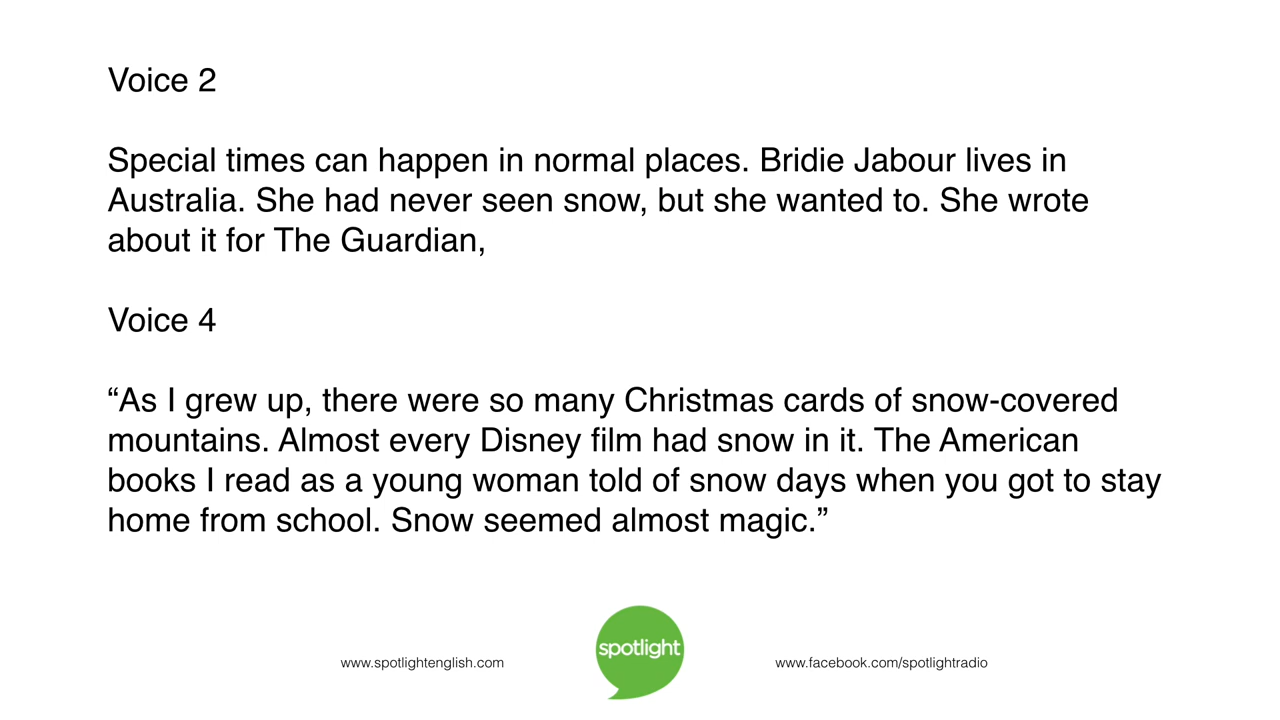 Voice 2
Special times can happen in normal places. Bridie Jabour lives in
Australia. She had never seen snow, but she wanted to. She wrote
about it for The Guardian,
Voice 4
“As I grew up, there were so many Christmas cards of snow-covered
mountains. Almost every Disney film had snow in it. The American
books I read as a young woman told of snow days when you got to stay
home from school. Snow seemed almost magic.”
www.spotlightenglish.com
spotlight
www.facebook.com/spotlightradio